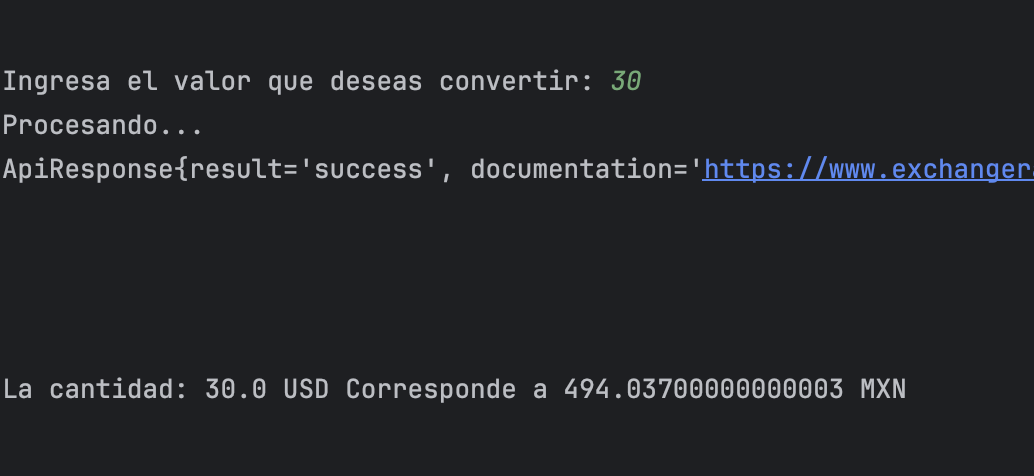 Ingresa el valor que deseas convertir: 30
Procesando...
ApiResponse{result='success', documentation='https://www.exchanger
La cantidad: 30.0 USD Corresponde a 494.03700000000003 MXN